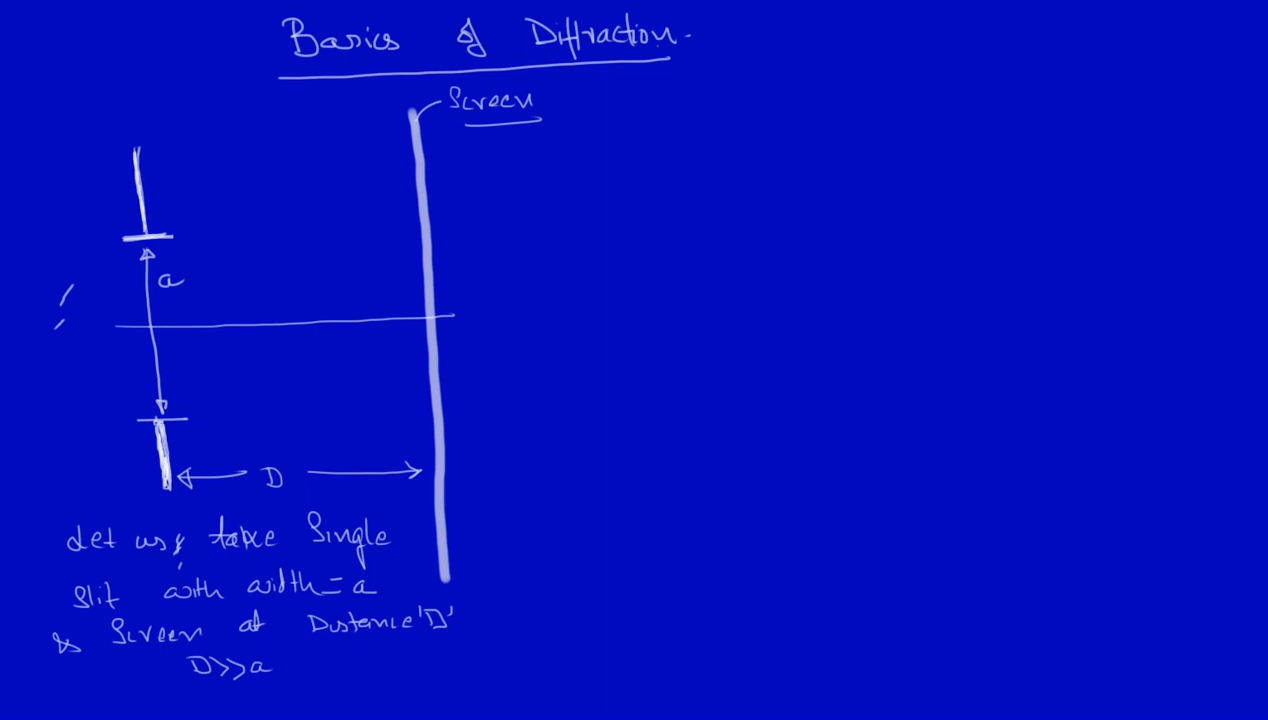 Basics of Diffraction.
Screen
a
D
Let us take Single
Slit with width = a
& Screen at Distance 'D'
D>>a